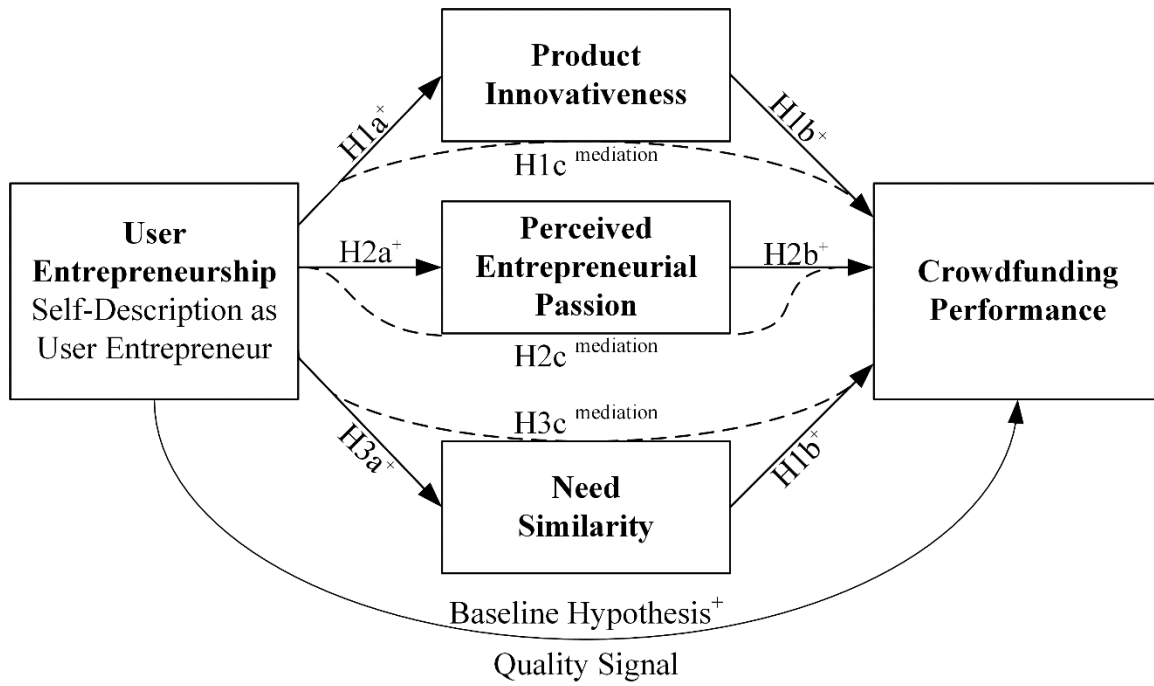 Product
Innovativeness
H1a⁺
H1b⁺
H1c mediation
User
Entrepreneurship
Self-Description as
User Entrepreneur
H2a⁺
Perceived
Entrepreneurial
Passion
H2b⁺
Crowdfunding
Performance
H2c mediation
H3c mediation
H3a⁺
H1b⁺
Need
Similarity
Baseline Hypothesis⁺
Quality Signal